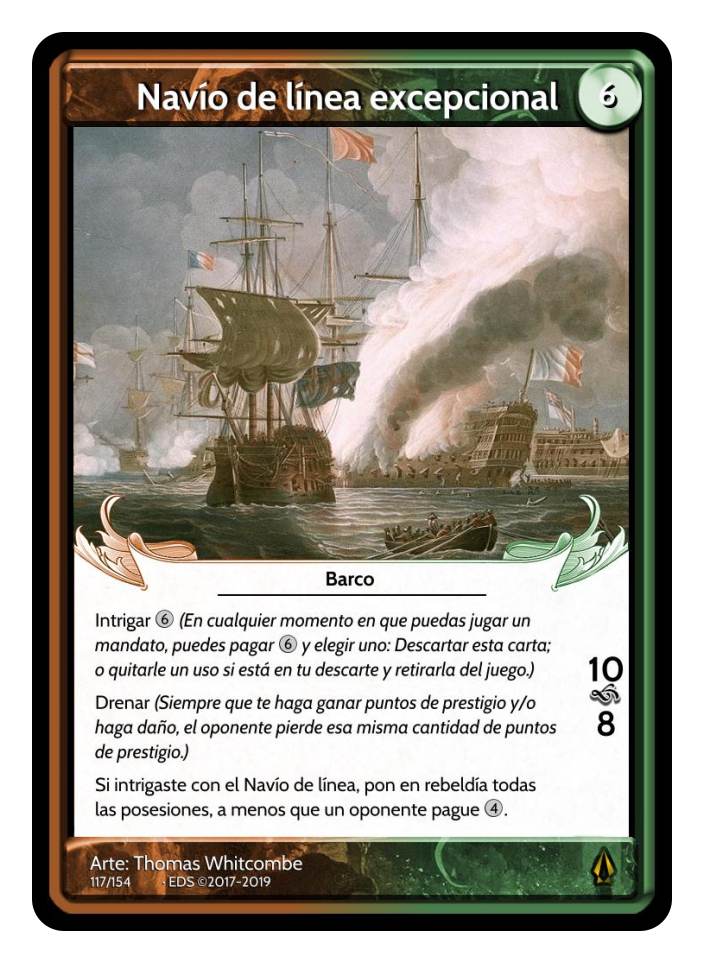 Navío de línea excepcional
6
Barco
Intrigar 6 (En cualquier momento en que puedas jugar un
mandato, puedes pagar 6 y elegir uno: Descartar esta carta;
o quitarle un uso si está en tu descarte y retirarla del juego.)
Drenar (Siempre que te haga ganar puntos de prestigio y/o
haga daño, el oponente pierde esa misma cantidad de puntos
de prestigio.)
Si intrigaste con el Navío de línea, pon en rebeldía todas
las posesiones, a menos que un oponente pague 4.
10
8
Arte: Thomas Whitcombe
117/154 · EDS ©2017-2019